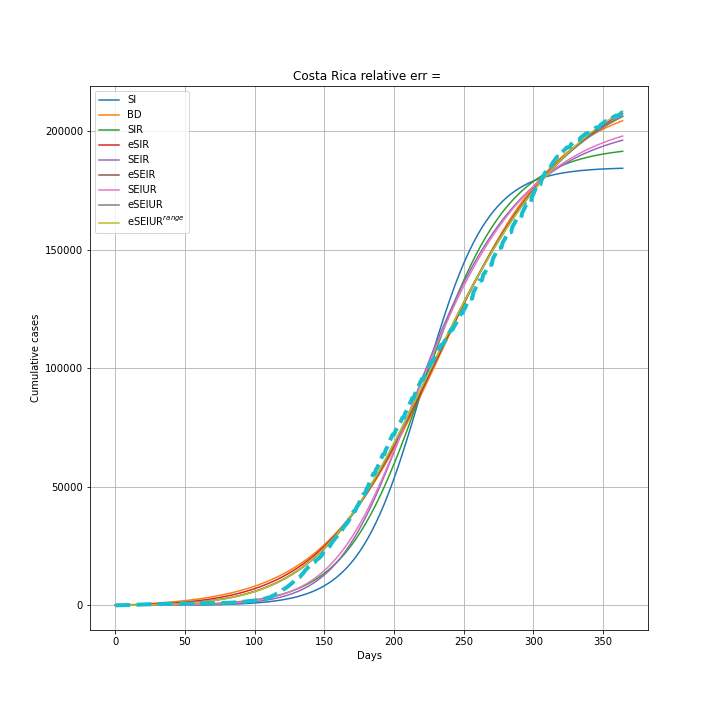 Costa Rica relative err =
SI
BD
SIR
eSIR
SEIR
eSEIR
SEIUR
eSEIUR
eSEIUR^range
200000
150000
100000
50000
0
Cumulative cases
0 50 100 150 200 250 300 350
Days